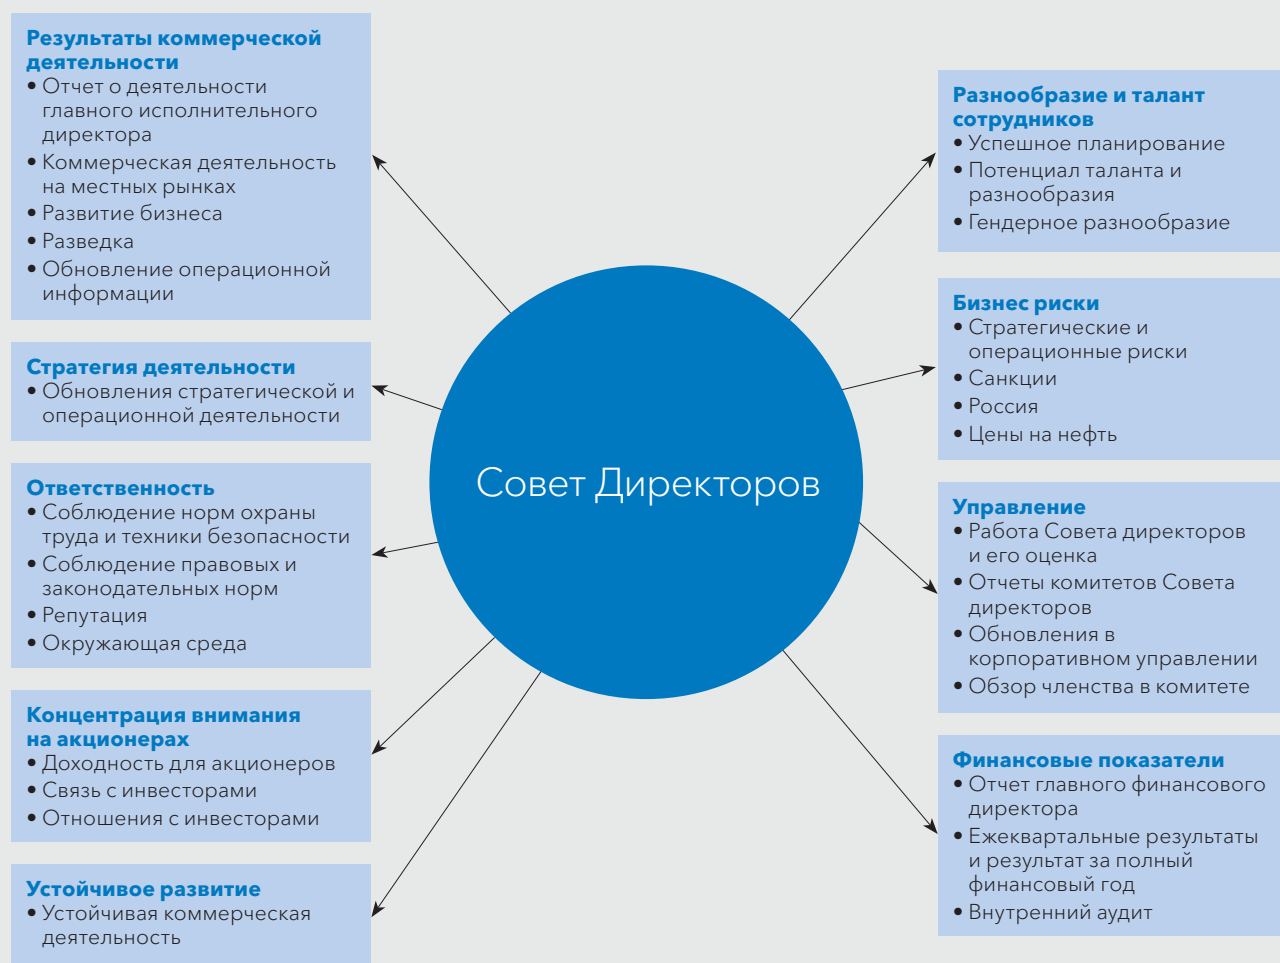 Результаты коммерческой
деятельности
• Отчет о деятельности
главного исполнительного
директора
• Коммерческая деятельность
на местных рынках
• Развитие бизнеса
• Разведка
• Обновление операционной
информации
Стратегия деятельности
• Обновления стратегической и
операционной деятельности
Ответственность
• Соблюдение норм охраны
труда и техники безопасности
• Соблюдение правовых и
законодательных норм
• Репутация
• Окружающая среда
Концентрация внимания
на акционерах
• Доходность для акционеров
• Связь с инвесторами
• Отношения с инвесторами
Устойчивое развитие
• Устойчивая коммерческая
деятельность
Совет Директоров
Разнообразие и талант
сотрудников
• Успешное планирование
• Потенциал таланта и
разнообразия
• Гендерное разнообразие
Бизнес риски
• Стратегические и
операционные риски
• Санкции
• Россия
• Цены на нефть
Управление
• Работа Совета директоров
и его оценка
• Отчеты комитетов Совета
директоров
• Обновления в
корпоративном управлении
• Обзор членства в комитете
Финансовые показатели
• Отчет главного финансового
директора
• Ежеквартальные результаты
и результат за полный
финансовый год
• Внутренний аудит